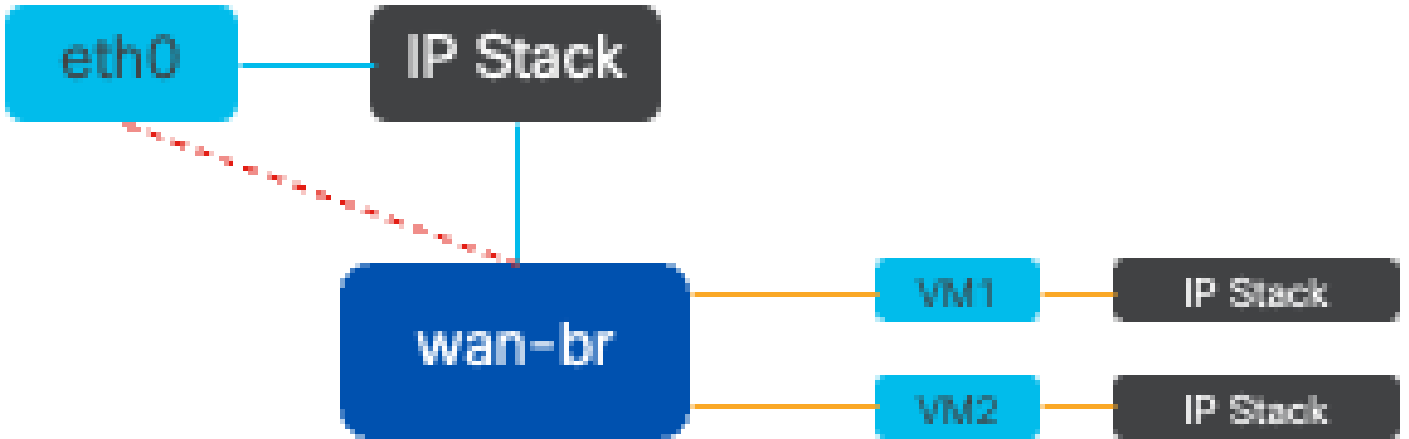 eth0
IP Stack
wan-br
VM1
IP Stack
VM2
IP Stack